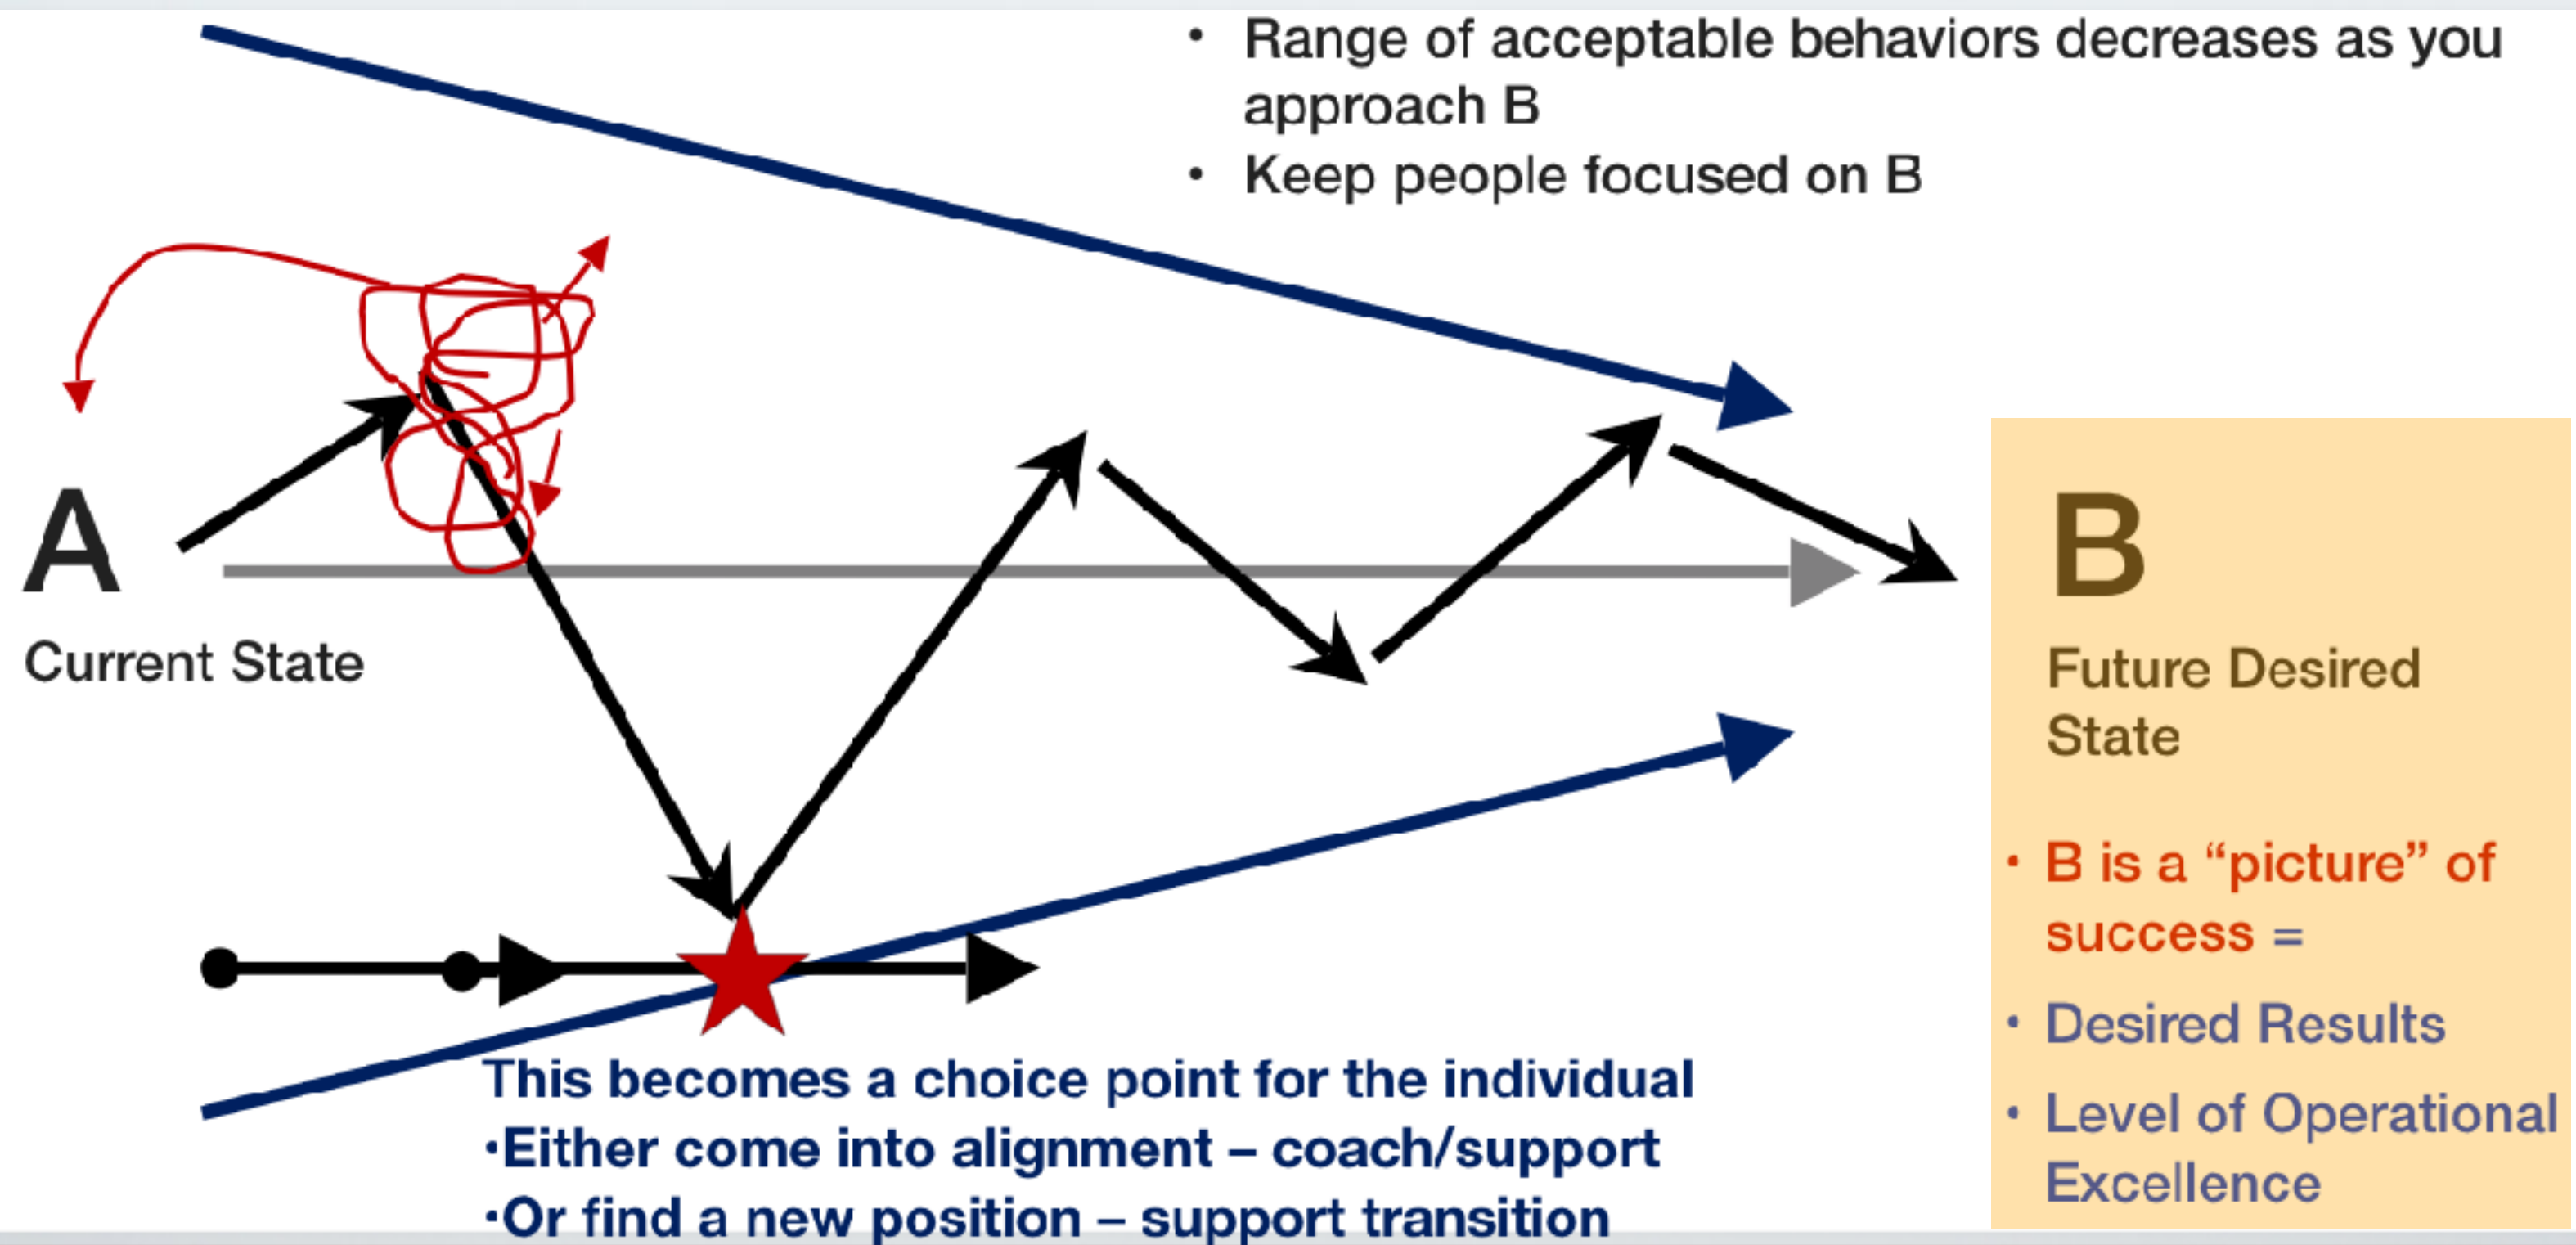 • Range of acceptable behaviors decreases as you
approach B
• Keep people focused on B
A
Current State
B
Future Desired
State
• B is a “picture” of
success =
• Desired Results
• Level of Operational
Excellence
This becomes a choice point for the individual
•Either come into alignment – coach/support
•Or find a new position – support transition